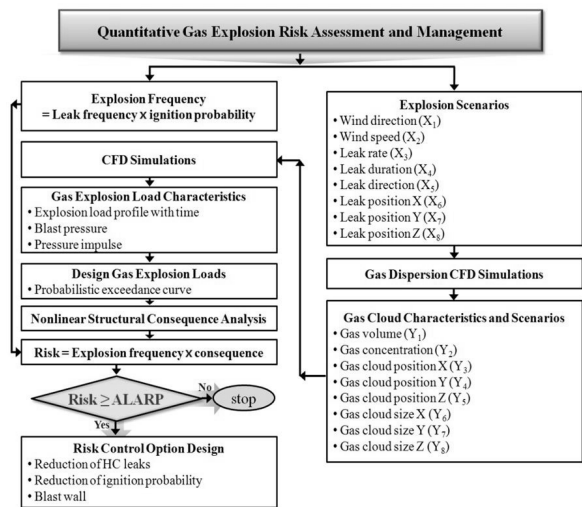 Quantitative Gas Explosion Risk Assessment and Management
Explosion Frequency
= Leak frequency x ignition probability
CFD Simulations
Gas Explosion Load Characteristics
• Explosion load profile with time
• Blast pressure
• Pressure impulse
Design Gas Explosion Loads
• Probabilistic exceedance curve
Nonlinear Structural Consequence Analysis
Risk = Explosion frequency x consequence
Risk ≥ ALARP
No
stop
Yes
Risk Control Option Design
• Reduction of HC leaks
• Reduction of ignition probability
• Blast wall
Explosion Scenarios
• Wind direction (X₁)
• Wind speed (X₂)
• Leak rate (X₃)
• Leak duration (X₄)
• Leak direction (X₅)
• Leak position X (X₆)
• Leak position Y (X₇)
• Leak position Z (X₈)
Gas Dispersion CFD Simulations
Gas Cloud Characteristics and Scenarios
• Gas volume (Y₁)
• Gas concentration (Y₂)
• Gas cloud position X (Y₃)
• Gas cloud position Y (Y₄)
• Gas cloud position Z (Y₅)
• Gas cloud size X (Y₆)
• Gas cloud size Y (Y₇)
• Gas cloud size Z (Y₈)